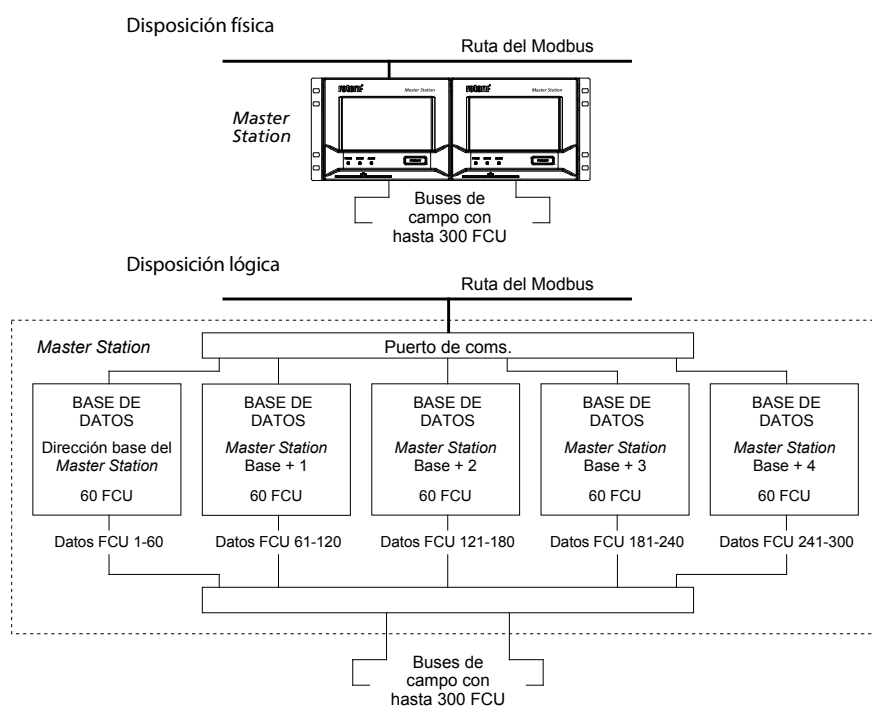 Disposición física
Ruta del Modbus
Master
Station
rotork
Master Station
rotork
Master Station
Buses de
campo con
hasta 300 FCU
Disposición lógica
Ruta del Modbus
Master Station
Puerto de coms.
BASE DE
DATOS
Dirección base del
Master Station
60 FCU
BASE DE
DATOS
Master Station
Base + 1
60 FCU
BASE DE
DATOS
Master Station
Base + 2
60 FCU
BASE DE
DATOS
Master Station
Base + 3
60 FCU
BASE DE
DATOS
Master Station
Base + 4
60 FCU
Datos FCU 1-60
Datos FCU 61-120
Datos FCU 121-180
Datos FCU 181-240
Datos FCU 241-300
Buses de
campo con
hasta 300 FCU